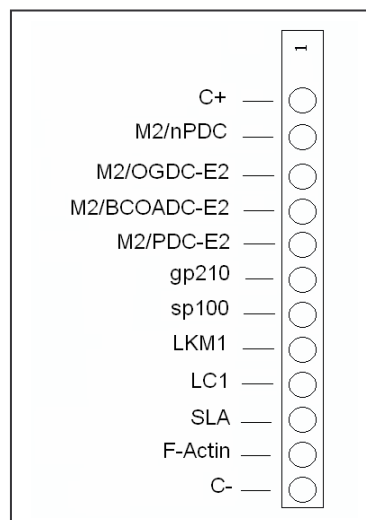 1
C+
M2/nPDC
M2/OGDC-E2
M2/BCOADC-E2
M2/PDC-E2
gp210
sp100
LKM1
LC1
SLA
F-Actin
C-